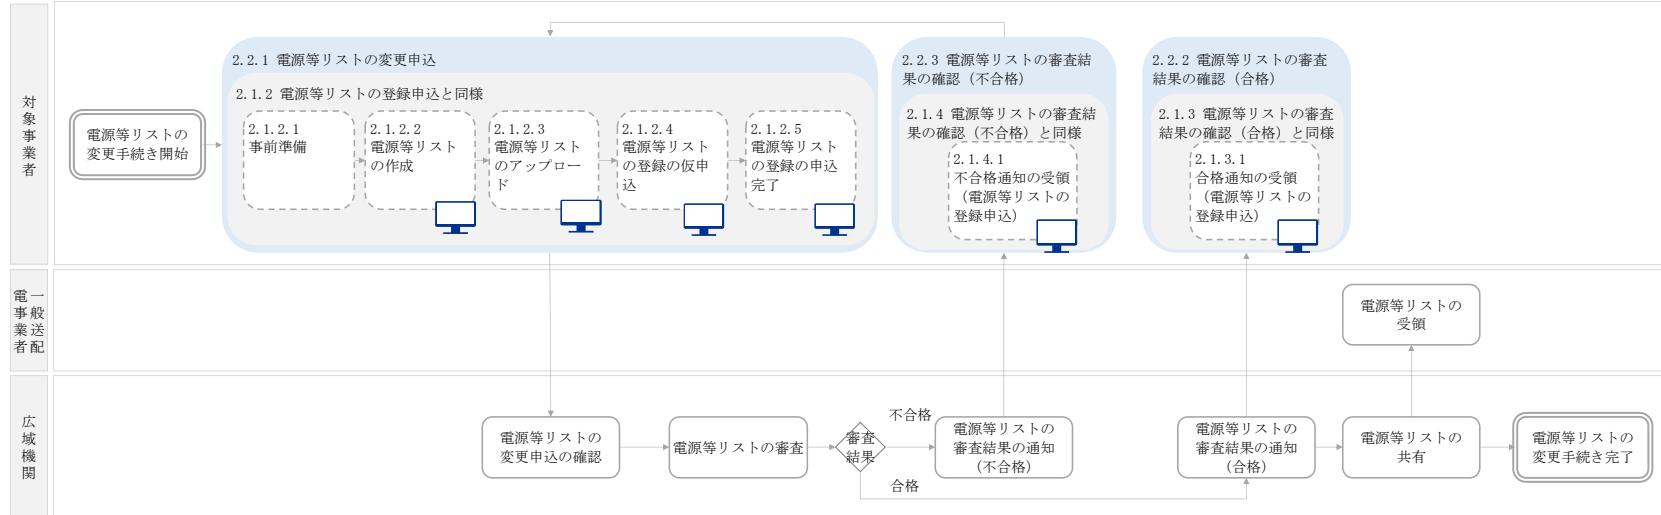 対象事業者
電源等リストの
変更手続き開始
2.2.1 電源等リストの変更申込
2.1.2 電源等リストの登録申込と同様
2.1.2.1
事前準備
2.1.2.2
電源等リスト
の作成
2.1.2.3
電源等リスト
のアップロー
ド
2.1.2.4
電源等リスト
の登録の仮申
込
2.1.2.5
電源等リスト
の登録の申込
完了
2.2.3 電源等リストの審査結
果の確認（不合格）
2.1.4 電源等リストの審査結
果の確認（不合格）と同様
2.1.4.1
不合格通知の受領
（電源等リストの
登録申込）
2.2.2 電源等リストの審査
結果の確認（合格）
2.1.3 電源等リストの審査
結果の確認（合格）と同様
2.1.3.1
合格通知の受領
（電源等リストの
登録申込）
一般送配
電事業者
電源等リストの
受領
広域機関
電源等リストの
変更申込の確認
電源等リストの審査
審査
結果
不合格
合格
電源等リストの
審査結果の通知
（不合格）
電源等リストの
審査結果の通知
（合格）
電源等リストの
共有
電源等リストの
変更手続き完了